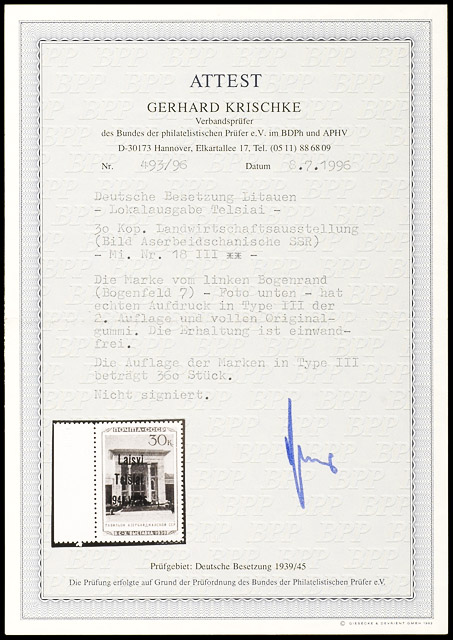 ATTEST
GERHARD KRISCHKE
Verbandsprüfer
des Bundes der philatelistischen Prüfer e.V. im BDPh und APHV
D-30173 Hannover, Elkartallee 17, Tel. (05 11) 88 68 09
Nr. 493/96 Datum 8.7.1996
Deutsche Besetzung Litauen
- Lokalausgabe Telsiai -
30 Kop. Landwirtschaftsausstellung
(Bild Aserbeidschanische SSR)
- Mi. Nr. 18 III ** -
Die Marke vom linken Bogenrand
(Bogenfeld 7) - Foto unten - hat
echten Aufdruck in Type III der
2. Auflage und vollen Original-
gummi. Die Erhaltung ist einwand-
frei.
Die Auflage der Marken in Type III
beträgt 360 Stück.
Nicht signiert.
ПОЧТА СССР
30К
Laisvi
Prüfgebiet: Deutsche Besetzung 1939/45
Die Prüfung erfolgte auf Grund der Prüfordnung des Bundes der Philatelistischen Prüfer e.V.